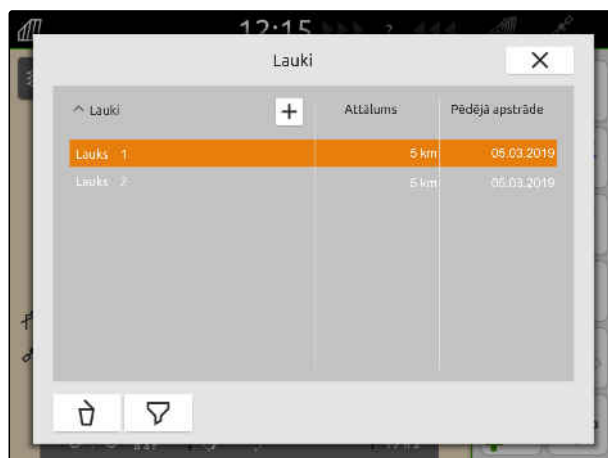 12:15
Lauki
^ Lauki + Attālums Pēdējā apstrāde
Lauks 1 5 km 05.03.2019
Lauks 2 5 km 05.03.2019